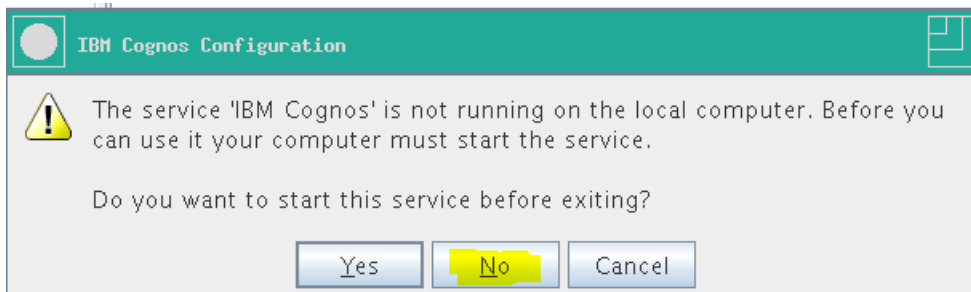 IBM Cognos Configuration
The service 'IBM Cognos' is not running on the local computer. Before you
can use it your computer must start the service.
Do you want to start this service before exiting?
Yes No Cancel